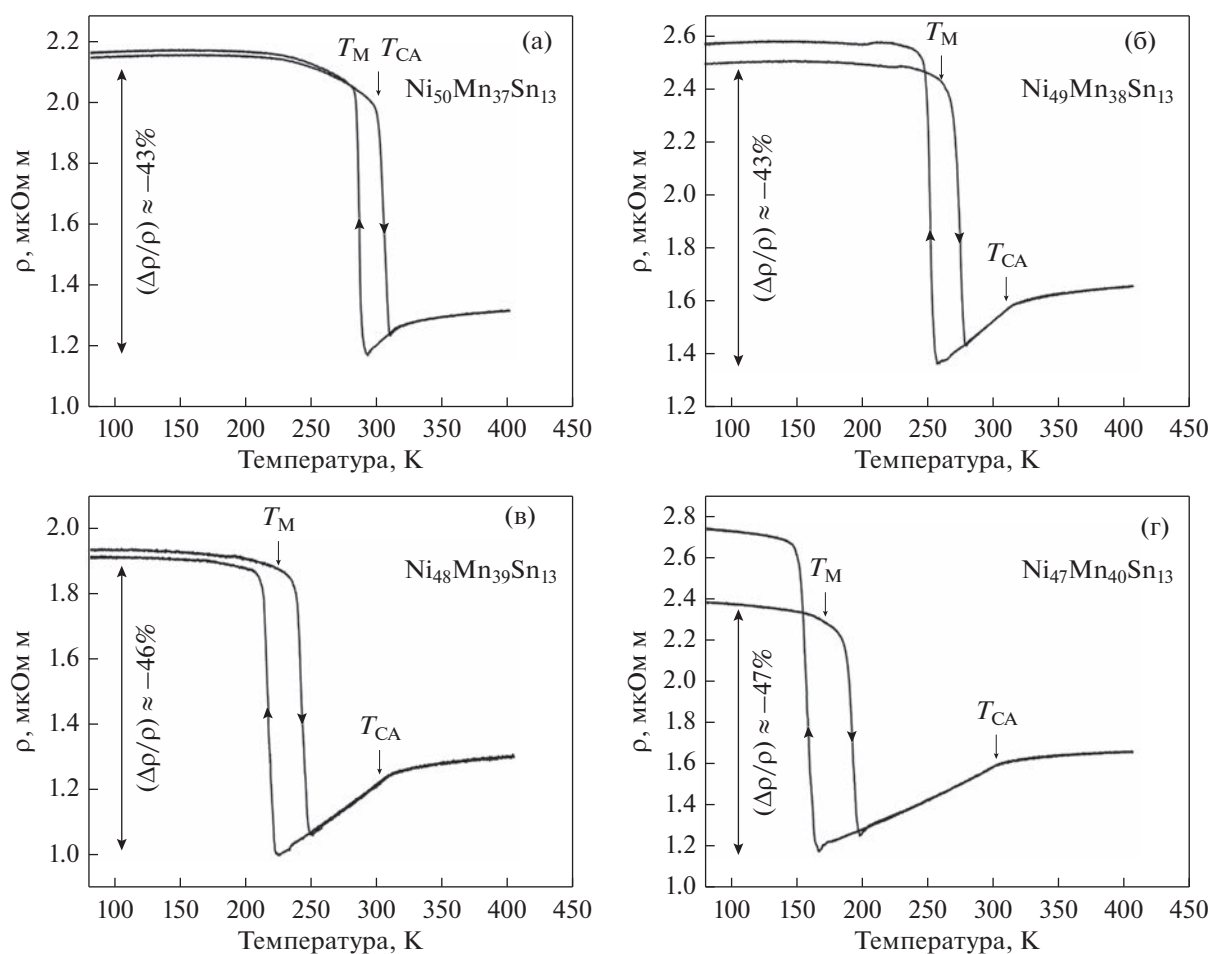 (а)
T_M T_CA
Ni₅₀Mn₃₇Sn₁₃
(Δρ/ρ) ≈ −43%
ρ, мкОм м
2.2
2.0
1.8
1.6
1.4
1.2
1.0
100 150 200 250 300 350 400 450
Температура, К
(б)
T_M
Ni₄₉Mn₃₈Sn₁₃
(Δρ/ρ) ≈ −43%
T_CA
ρ, мкОм м
2.6
2.4
2.2
2.0
1.8
1.6
1.4
1.2
100 150 200 250 300 350 400 450
Температура, К
(в)
T_M
Ni₄₈Mn₃₉Sn₁₃
(Δρ/ρ) ≈ −46%
T_CA
ρ, мкОм м
2.0
1.8
1.6
1.4
1.2
1.0
100 150 200 250 300 350 400 450
Температура, К
(г)
T_M
Ni₄₇Mn₄₀Sn₁₃
(Δρ/ρ) ≈ −47%
T_CA
ρ, мкОм м
2.8
2.6
2.4
2.2
2.0
1.8
1.6
1.4
1.2
1.0
100 150 200 250 300 350 400 450
Температура, К